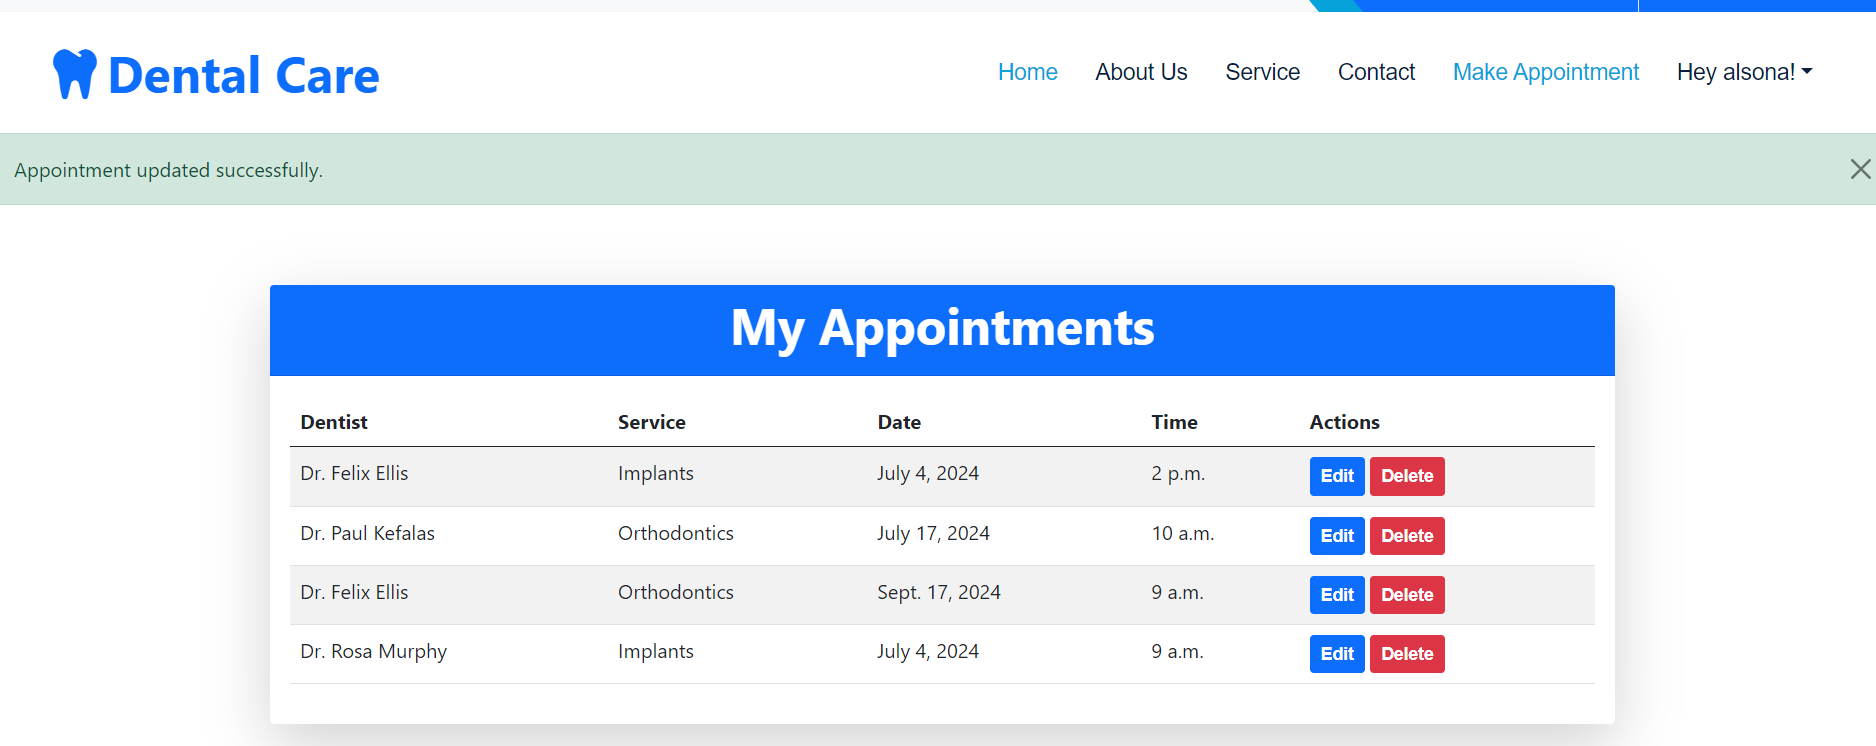 Dental Care
Home About Us Service Contact Make Appointment Hey alsona!
Appointment updated successfully.
My Appointments
Dentist Service Date Time Actions
Dr. Felix Ellis Implants July 4, 2024 2 p.m. Edit Delete
Dr. Paul Kefalas Orthodontics July 17, 2024 10 a.m. Edit Delete
Dr. Felix Ellis Orthodontics Sept. 17, 2024 9 a.m. Edit Delete
Dr. Rosa Murphy Implants July 4, 2024 9 a.m. Edit Delete